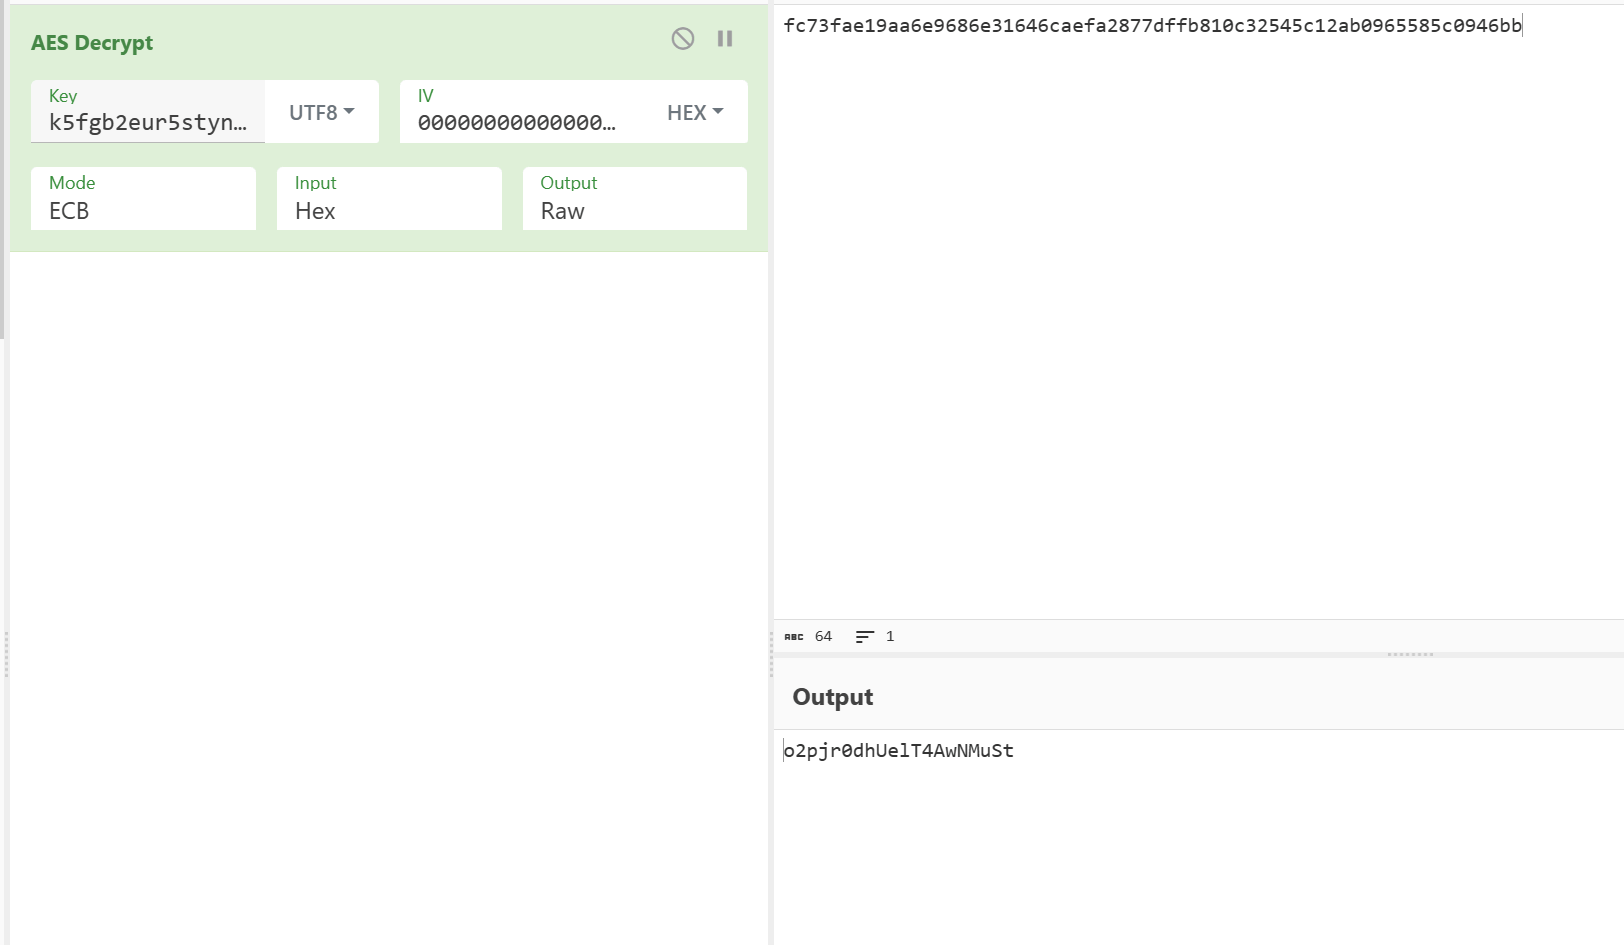 AES Decrypt
Key
k5fgb2eur5styn…
UTF8
IV
00000000000000…
HEX
Mode
ECB
Input
Hex
Output
Raw
fc73fae19aa6e9686e31646caefa2877dffb810c32545c12ab0965585c0946bb
ABC 64 1
Output
o2pjr0dhUelT4AwNMuSt